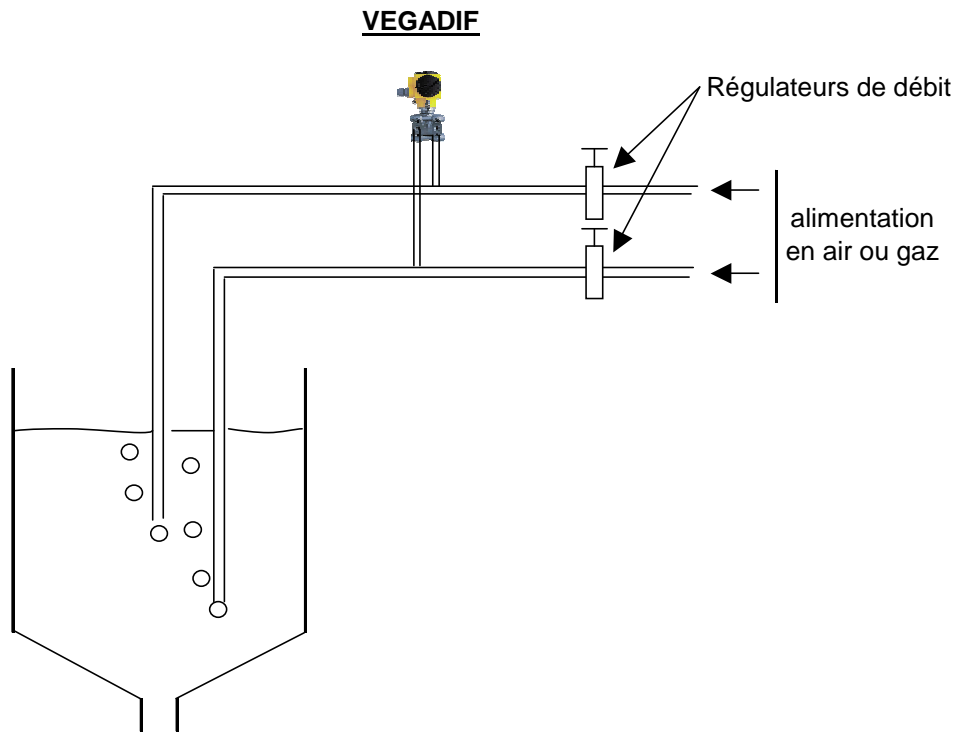 VEGADIF
Régulateurs de débit
alimentation
en air ou gaz